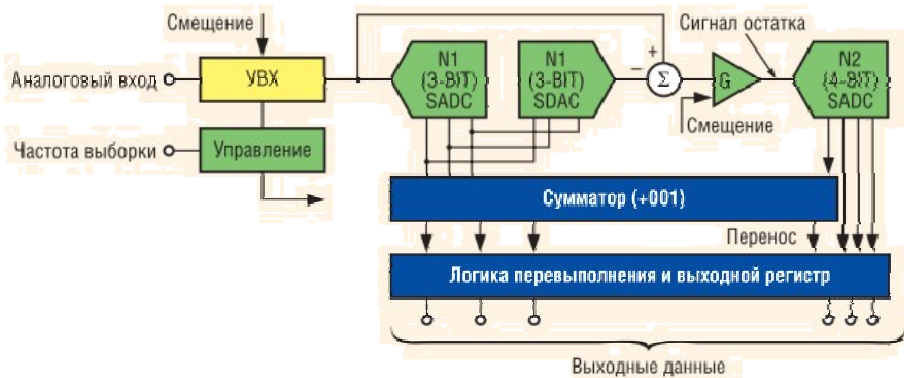 Смещение
Аналоговый вход
УВХ
Частота выборки
Управление
N1
(3-BIT)
SADC
N1
(3-BIT)
SDAC
+
−
Σ
G
Смещение
Сигнал остатка
N2
(4-BIT)
SADC
Сумматор (+001)
Перенос
Логика перевыполнения и выходной регистр
Выходные данные